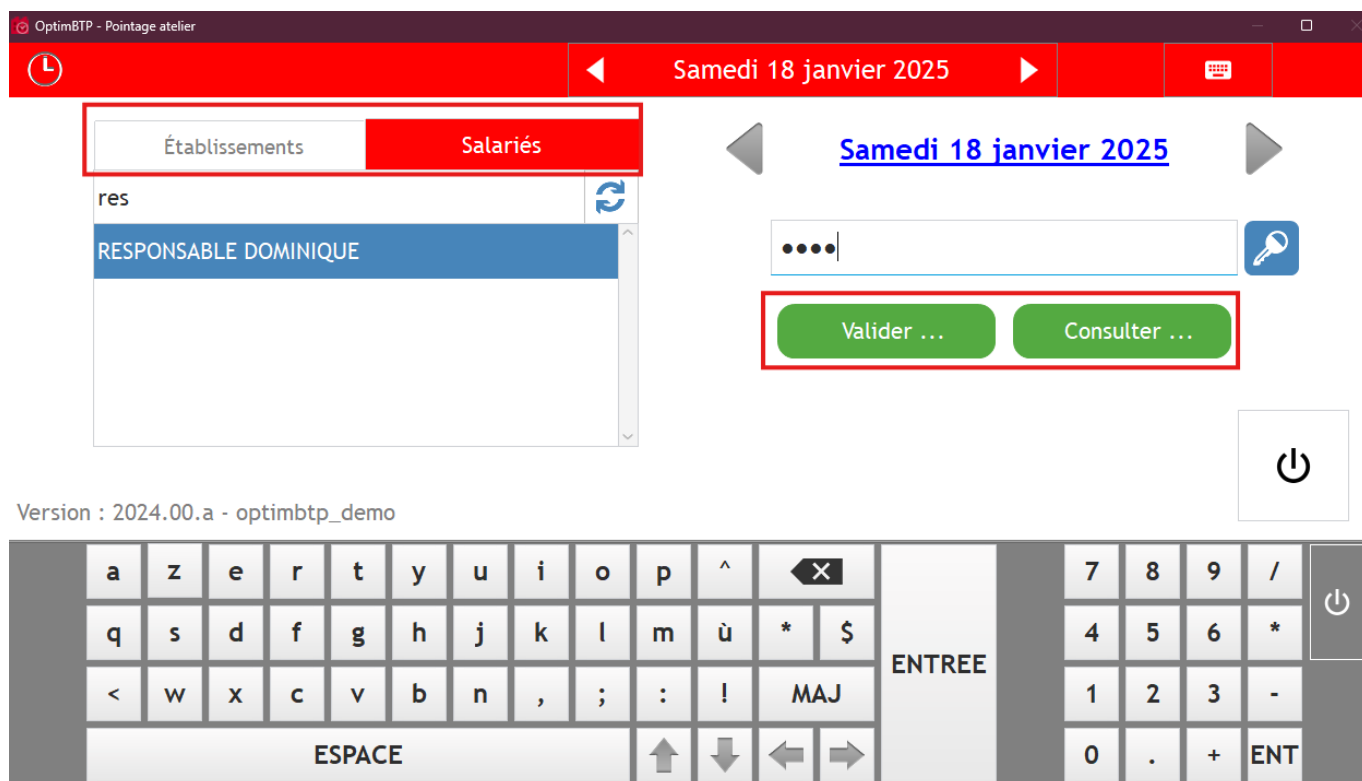 OptimBTP - Pointage atelier
Samedi 18 janvier 2025
Établissements Salariés
Samedi 18 janvier 2025
res
RESPONSABLE DOMINIQUE
••••
Valider ... Consulter ...
Version : 2024.00.a - optimbtp_demo
a z e r t y u i o p ^ 7 8 9 /
q s d f g h j k l m ù * $ ENTREE 4 5 6 *
< w x c v b n , ; : ! MAJ 1 2 3 -
ESPACE 0 . + ENT